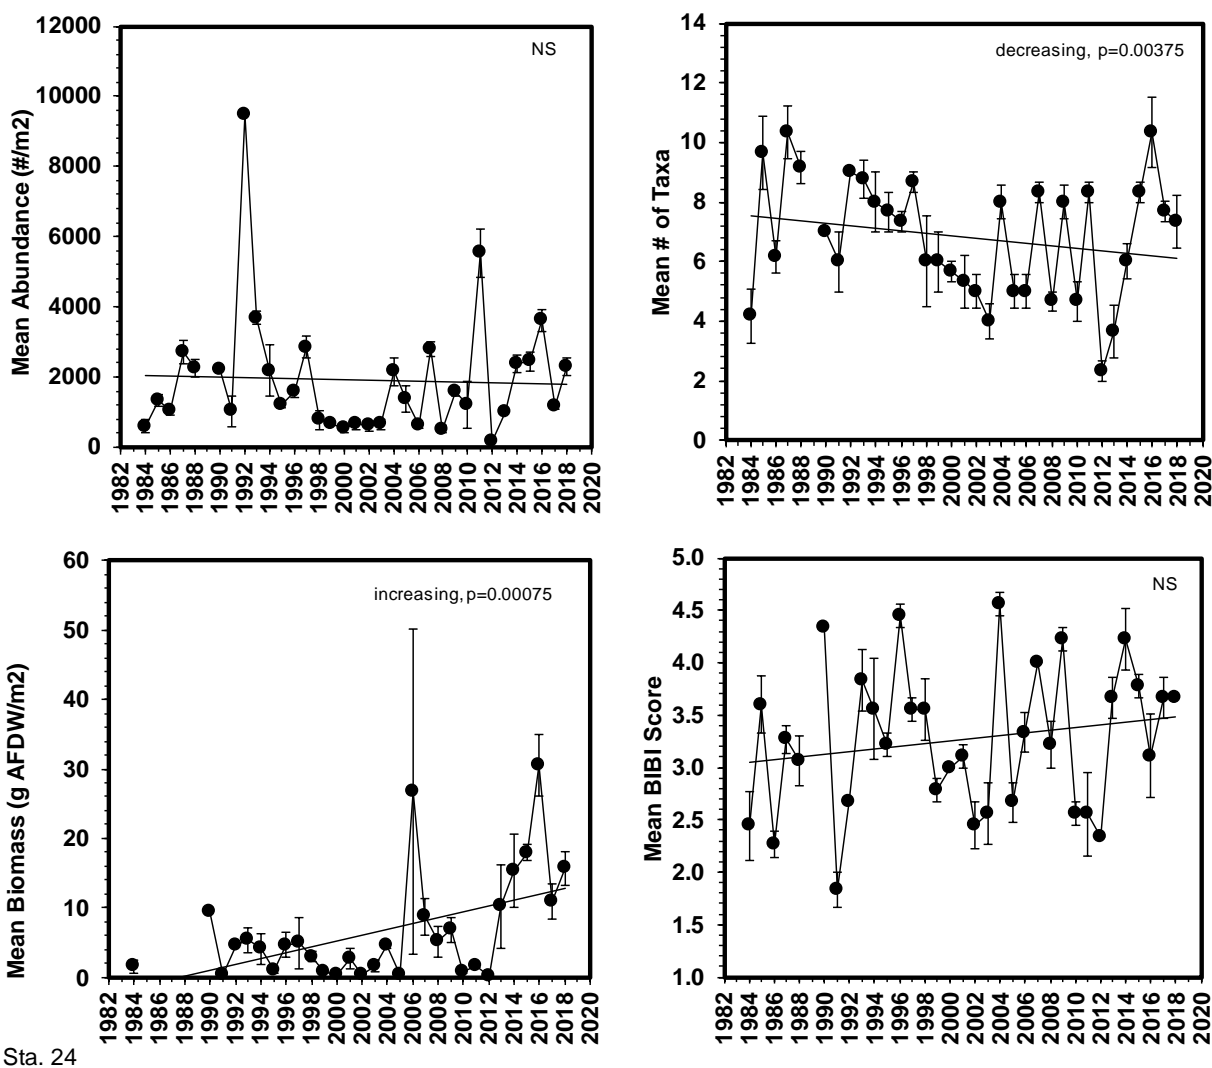 Mean Abundance (#/m2)
12000
10000
8000
6000
4000
2000
0
NS
1982 1984 1986 1988 1990 1992 1994 1996 1998 2000 2002 2004 2006 2008 2010 2012 2014 2016 2018 2020
Mean # of Taxa
14
12
10
8
6
4
2
0
decreasing, p=0.00375
1982 1984 1986 1988 1990 1992 1994 1996 1998 2000 2002 2004 2006 2008 2010 2012 2014 2016 2018 2020
Mean Biomass (g AFDW/m2)
60
50
40
30
20
10
0
increasing, p=0.00075
1982 1984 1986 1988 1990 1992 1994 1996 1998 2000 2002 2004 2006 2008 2010 2012 2014 2016 2018 2020
Mean BIBI Score
5.0
4.5
4.0
3.5
3.0
2.5
2.0
1.5
1.0
NS
1982 1984 1986 1988 1990 1992 1994 1996 1998 2000 2002 2004 2006 2008 2010 2012 2014 2016 2018 2020
Sta. 24